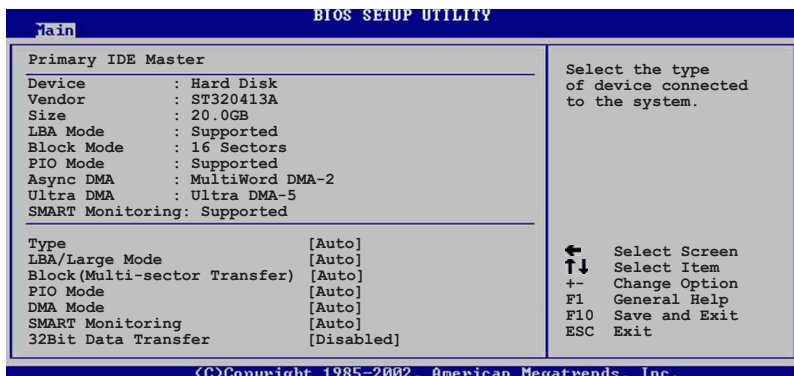 BIOS SETUP UTILITY
Main
Primary IDE Master
Device : Hard Disk
Vendor : ST320413A
Size : 20.0GB
LBA Mode : Supported
Block Mode : 16 Sectors
PIO Mode : Supported
Async DMA : MultiWord DMA-2
Ultra DMA : Ultra DMA-5
SMART Monitoring: Supported
Type [Auto]
LBA/Large Mode [Auto]
Block(Multi-sector Transfer) [Auto]
PIO Mode [Auto]
DMA Mode [Auto]
SMART Monitoring [Auto]
32Bit Data Transfer [Disabled]
Select the type
of device connected
to the system.
← Select Screen
↑↓ Select Item
+- Change Option
F1 General Help
F10 Save and Exit
ESC Exit
(C)Copyright 1985-2002, American Megatrends, Inc.